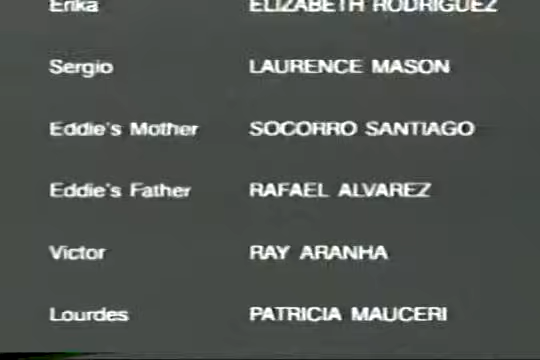 Erika ELIZABETH RODRIGUEZ
Sergio LAURENCE MASON
Eddie's Mother SOCORRO SANTIAGO
Eddie's Father RAFAEL ALVAREZ
Victor RAY ARANHA
Lourdes PATRICIA MAUCERI